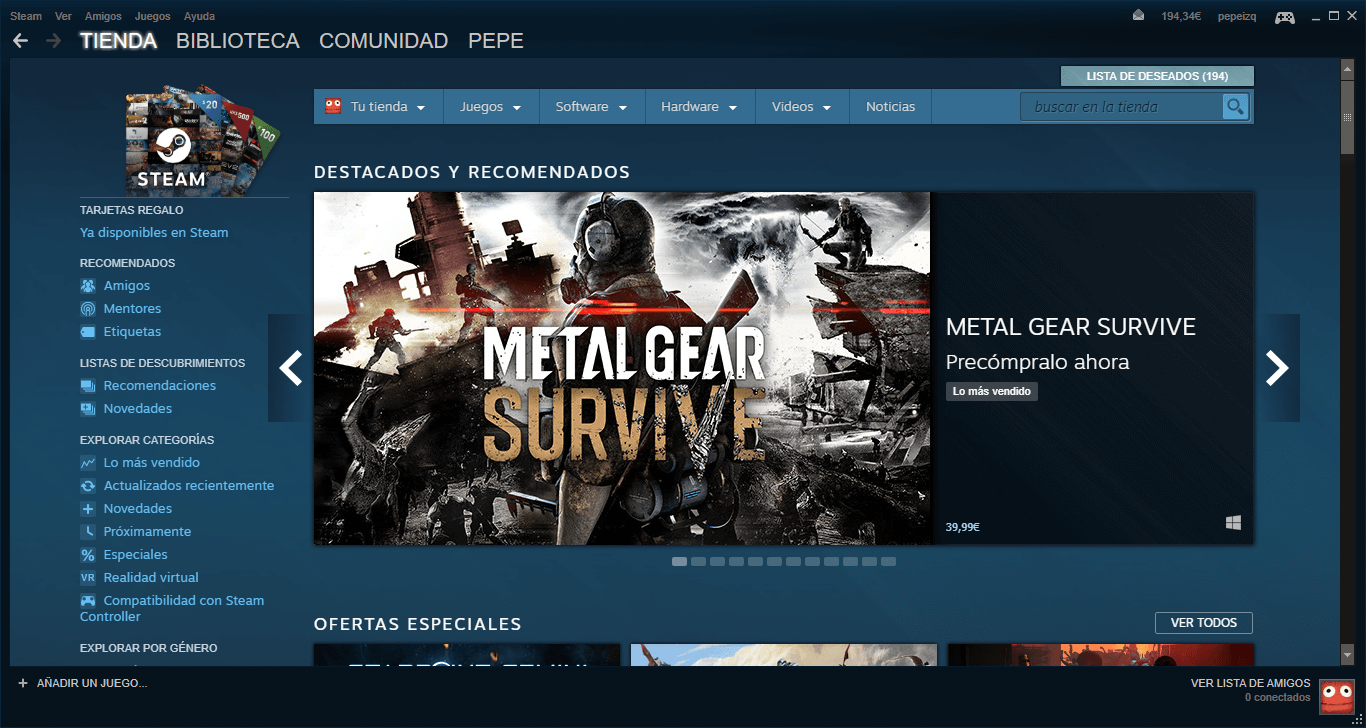 Steam Ver Amigos Juegos Ayuda
194,34€ pepeizq
TIENDA BIBLIOTECA COMUNIDAD PEPE
LISTA DE DESEADOS (194)
Tu tienda Juegos Software Hardware Videos Noticias
buscar en la tienda
€20
€100
STEAM
TARJETAS REGALO
Ya disponibles en Steam
RECOMENDADOS
Amigos
Mentores
Etiquetas
LISTAS DE DESCUBRIMIENTOS
Recomendaciones
Novedades
EXPLORAR CATEGORÍAS
Lo más vendido
Actualizados recientemente
Novedades
Próximamente
% Especiales
VR Realidad virtual
Compatibilidad con Steam
Controller
EXPLORAR POR GÉNERO
DESTACADOS Y RECOMENDADOS
METAL GEAR
SURVIVE
METAL GEAR SURVIVE
Precómpralo ahora
Lo más vendido
39,99€
OFERTAS ESPECIALES
VER TODOS
+ AÑADIR UN JUEGO...
VER LISTA DE AMIGOS
0 conectados